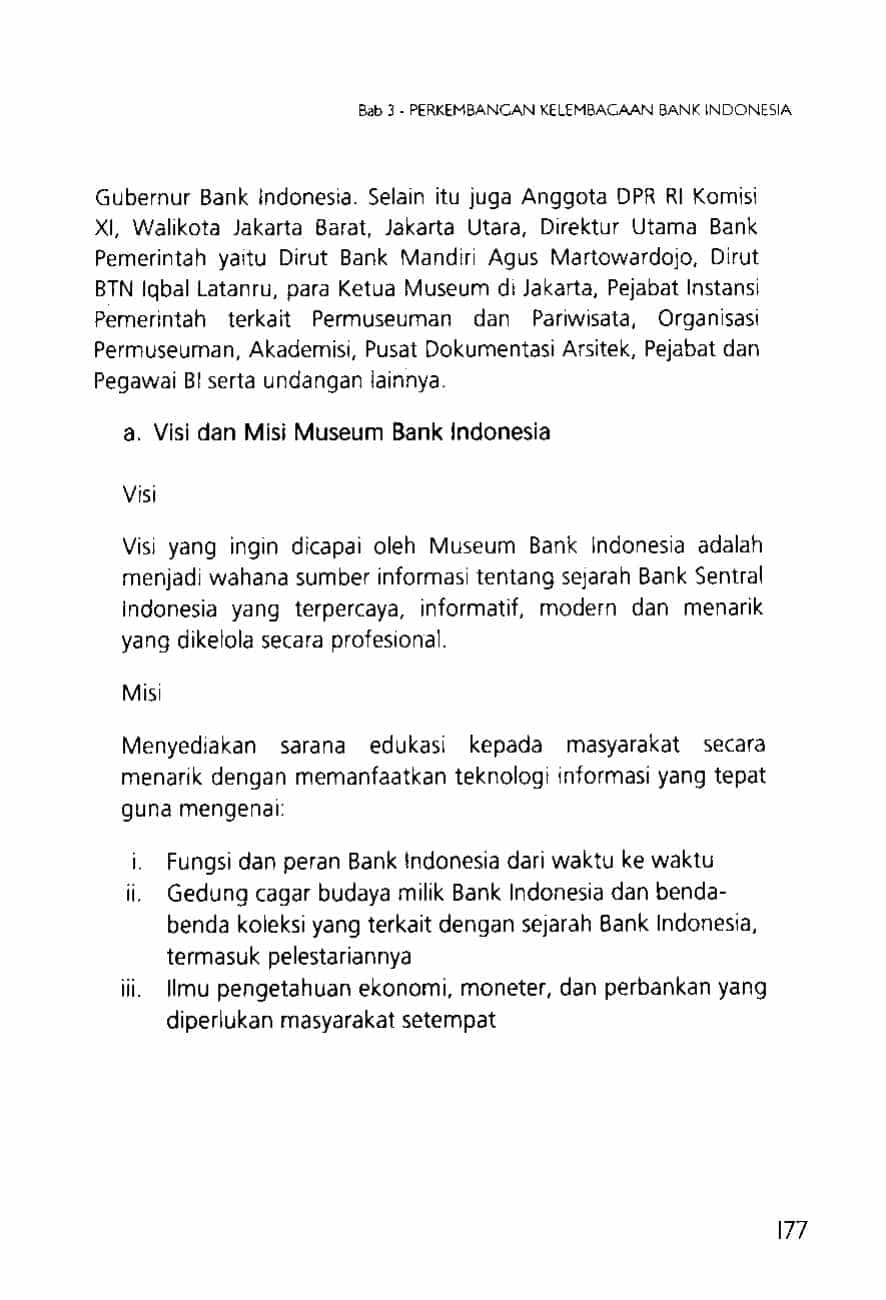 Bab 3 - PERKEMBANGAN KELEMBAGAAN BANK INDONESIA
Gubernur Bank Indonesia. Selain itu juga Anggota DPR RI Komisi
XI, Walikota Jakarta Barat, Jakarta Utara, Direktur Utama Bank
Pemerintah yaitu Dirut Bank Mandiri Agus Martowardojo, Dirut
BTN Iqbal Latanru, para Ketua Museum di Jakarta, Pejabat Instansi
Pemerintah terkait Permuseuman dan Pariwisata, Organisasi
Permuseuman, Akademisi, Pusat Dokumentasi Arsitek, Pejabat dan
Pegawai BI serta undangan lainnya.
a. Visi dan Misi Museum Bank Indonesia
Visi
Visi yang ingin dicapai oleh Museum Bank Indonesia adalah
menjadi wahana sumber informasi tentang sejarah Bank Sentral
Indonesia yang terpercaya, informatif, modern dan menarik
yang dikelola secara profesional.
Misi
Menyediakan sarana edukasi kepada masyarakat secara
menarik dengan memanfaatkan teknologi informasi yang tepat
guna mengenai:
i. Fungsi dan peran Bank Indonesia dari waktu ke waktu
ii. Gedung cagar budaya milik Bank Indonesia dan benda-
benda koleksi yang terkait dengan sejarah Bank Indonesia,
termasuk pelestariannya
iii. Ilmu pengetahuan ekonomi, moneter, dan perbankan yang
diperlukan masyarakat setempat
177